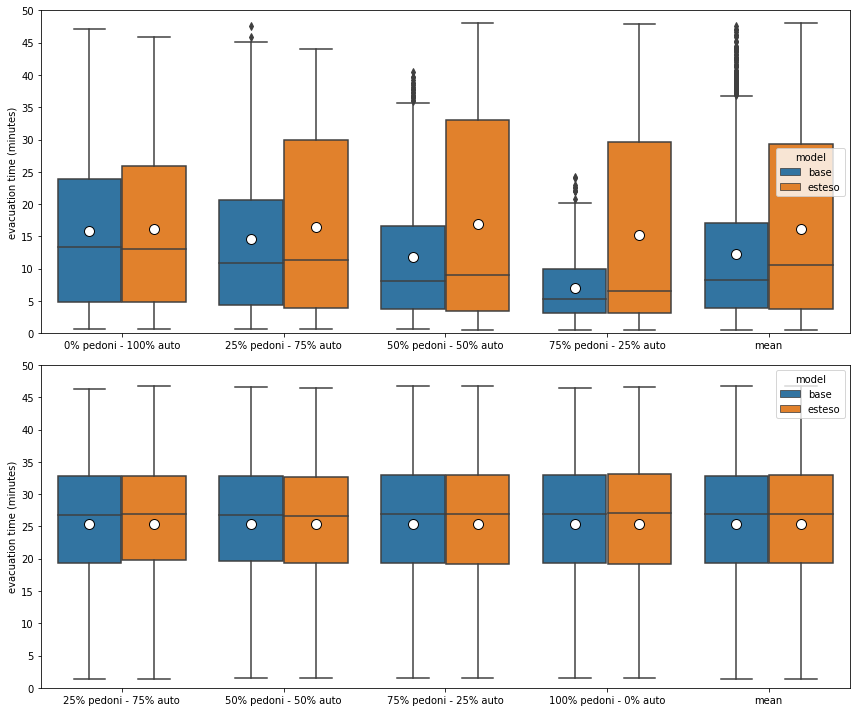 50
45
40
35
30
25
20
15
10
5
0
evacuation time (minutes)
model
base
esteso
0% pedoni - 100% auto
25% pedoni - 75% auto
50% pedoni - 50% auto
75% pedoni - 25% auto
mean
50
45
40
35
30
25
20
15
10
5
0
evacuation time (minutes)
model
base
esteso
25% pedoni - 75% auto
50% pedoni - 50% auto
75% pedoni - 25% auto
100% pedoni - 0% auto
mean